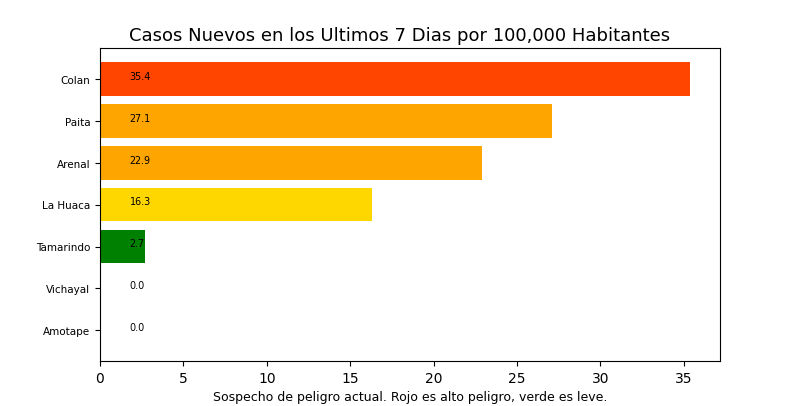 Casos Nuevos en los Ultimos 7 Dias por 100,000 Habitantes
Colan 35.4
Paita 27.1
Arenal 22.9
La Huaca 16.3
Tamarindo 2.7
Vichayal 0.0
Amotape 0.0
0 5 10 15 20 25 30 35
Sospecho de peligro actual. Rojo es alto peligro, verde es leve.